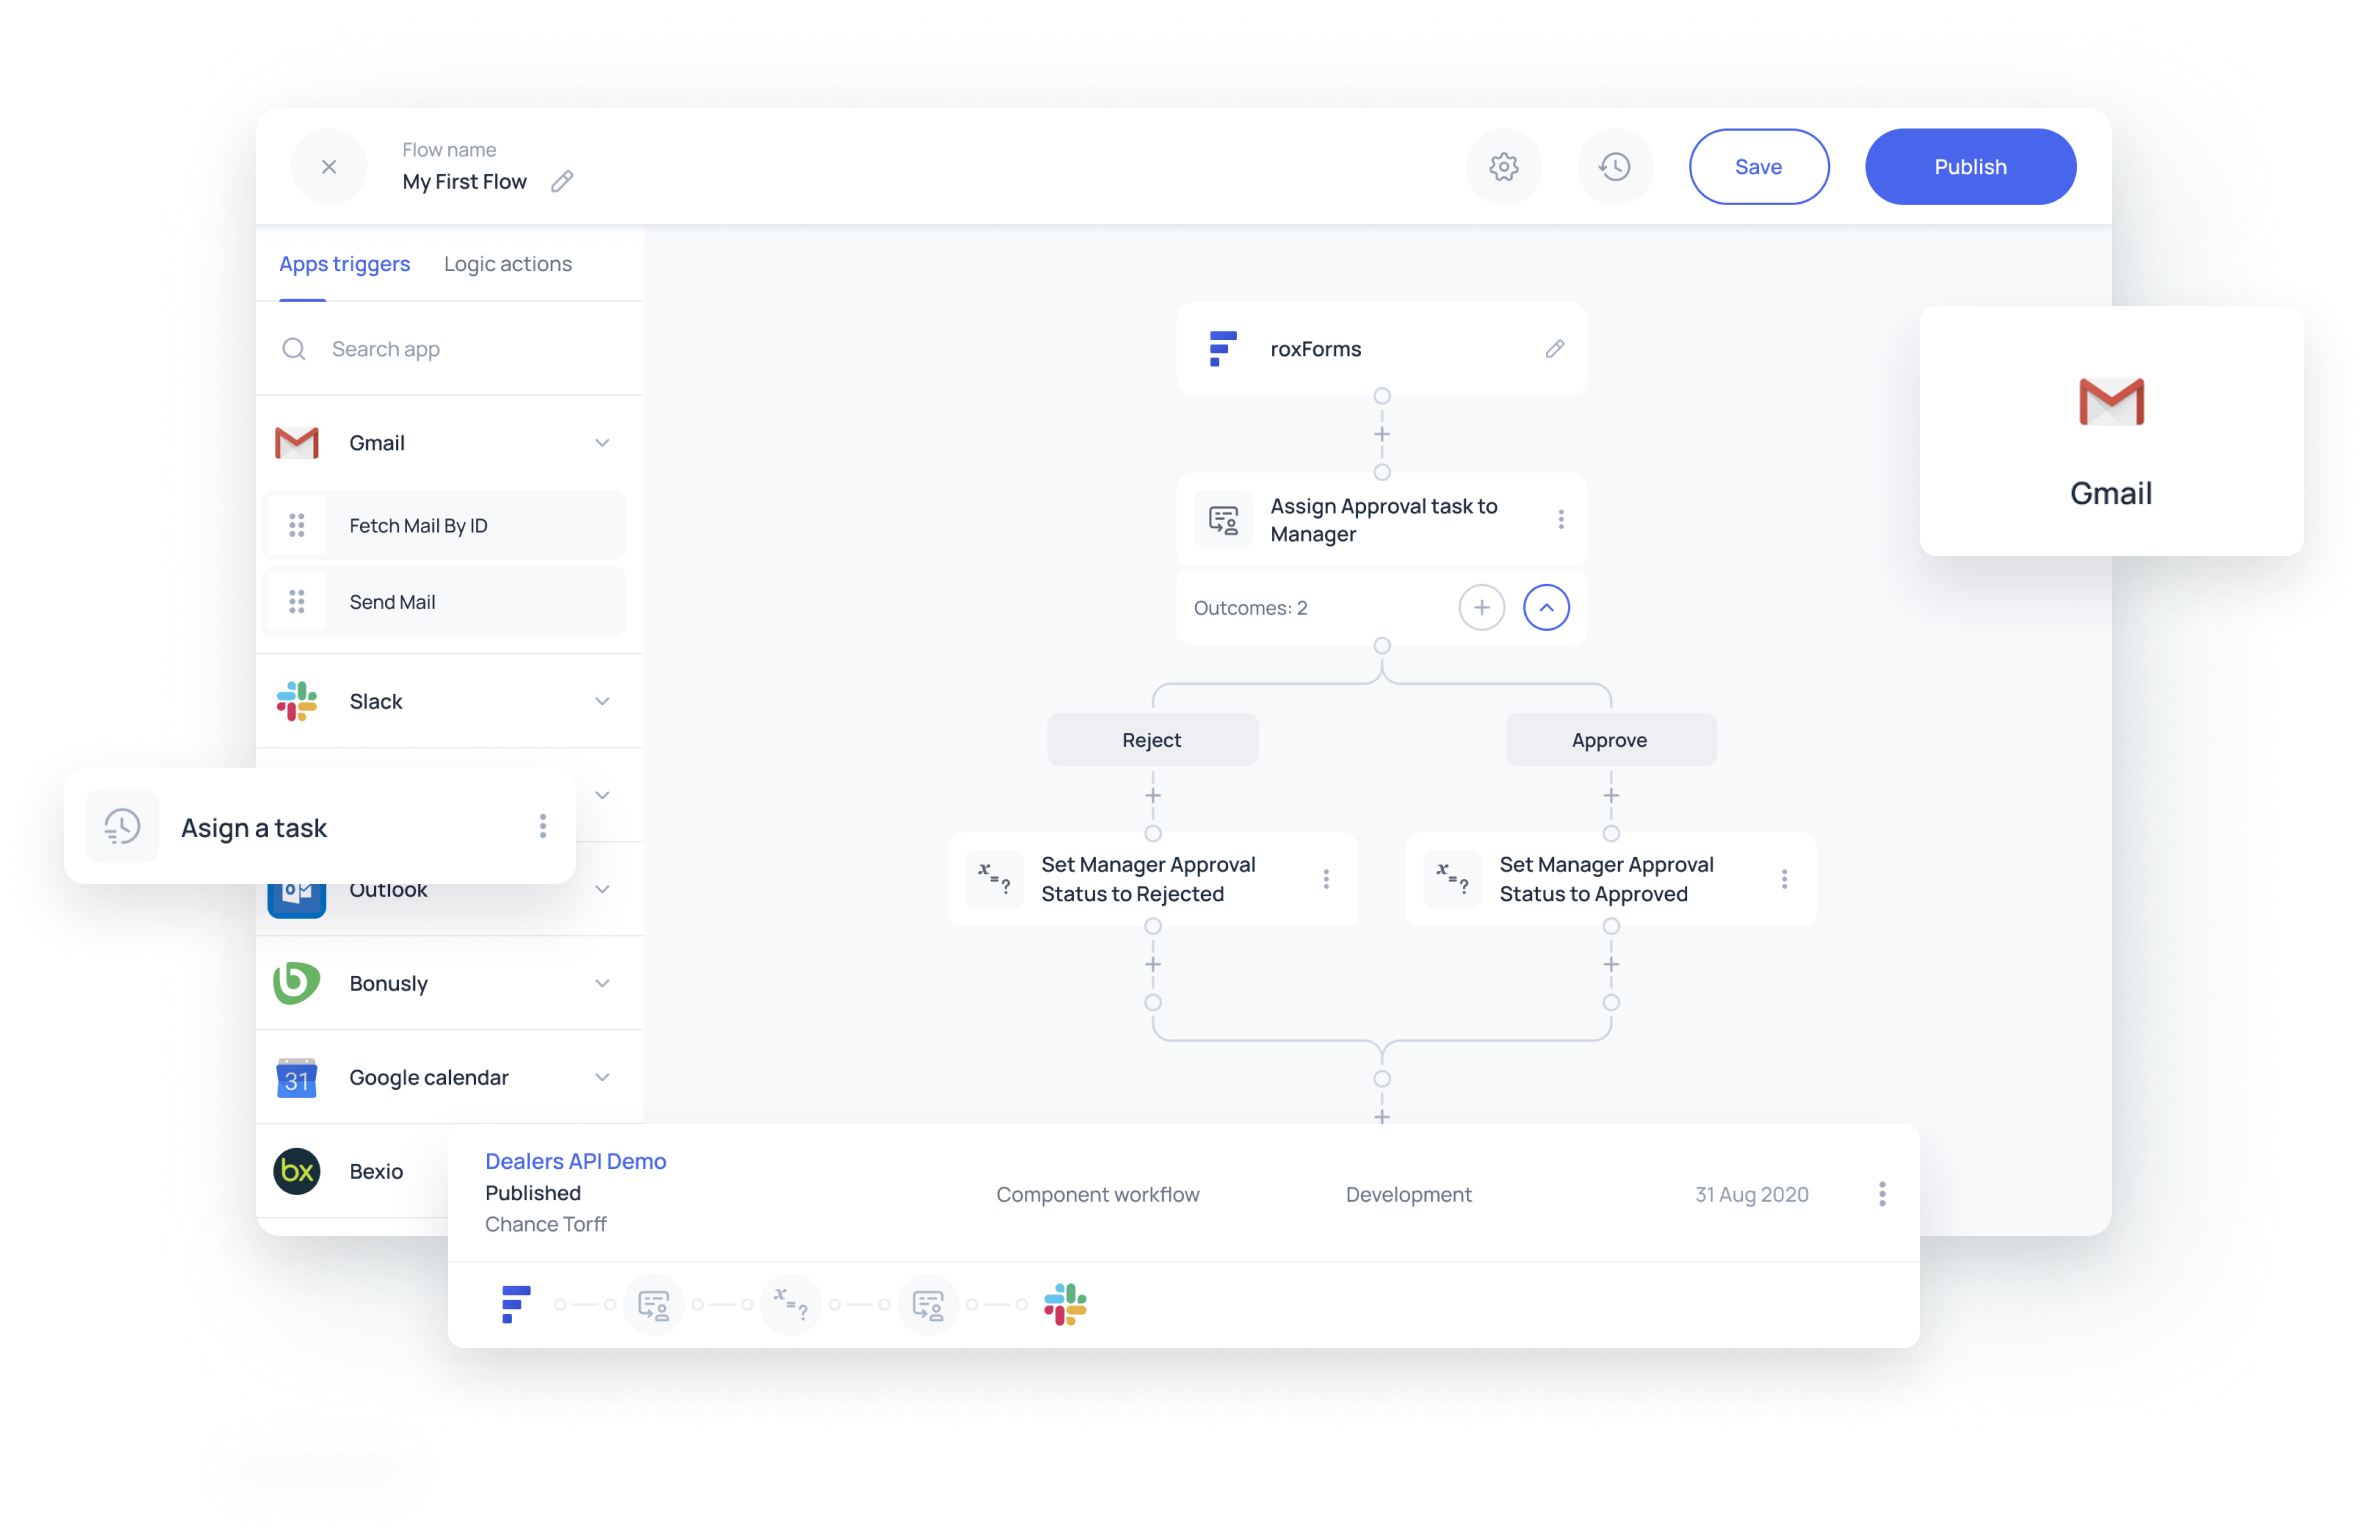 Flow name
My First Flow
Save
Publish
Apps triggers
Logic actions
Search app
Gmail
Fetch Mail By ID
Send Mail
Slack
Asign a task
Outlook
Bonusly
31
Google calendar
bx
Bexio
roxForms
Assign Approval task to
Manager
Outcomes: 2
Reject
Approve
x=?
Set Manager Approval
Status to Rejected
x=?
Set Manager Approval
Status to Approved
Gmail
Dealers API Demo
Published
Chance Torff
Component workflow
Development
31 Aug 2020
x=?